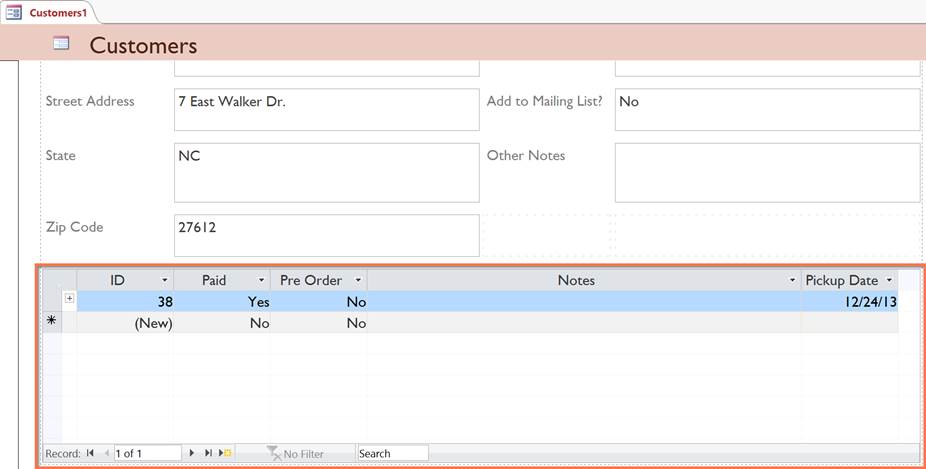 Customers1
Customers
Street Address 7 East Walker Dr. Add to Mailing List? No
State NC Other Notes
Zip Code 27612
ID Paid Pre Order Notes Pickup Date
38 Yes No 12/24/13
(New) No No
Record: 1 of 1 No Filter Search